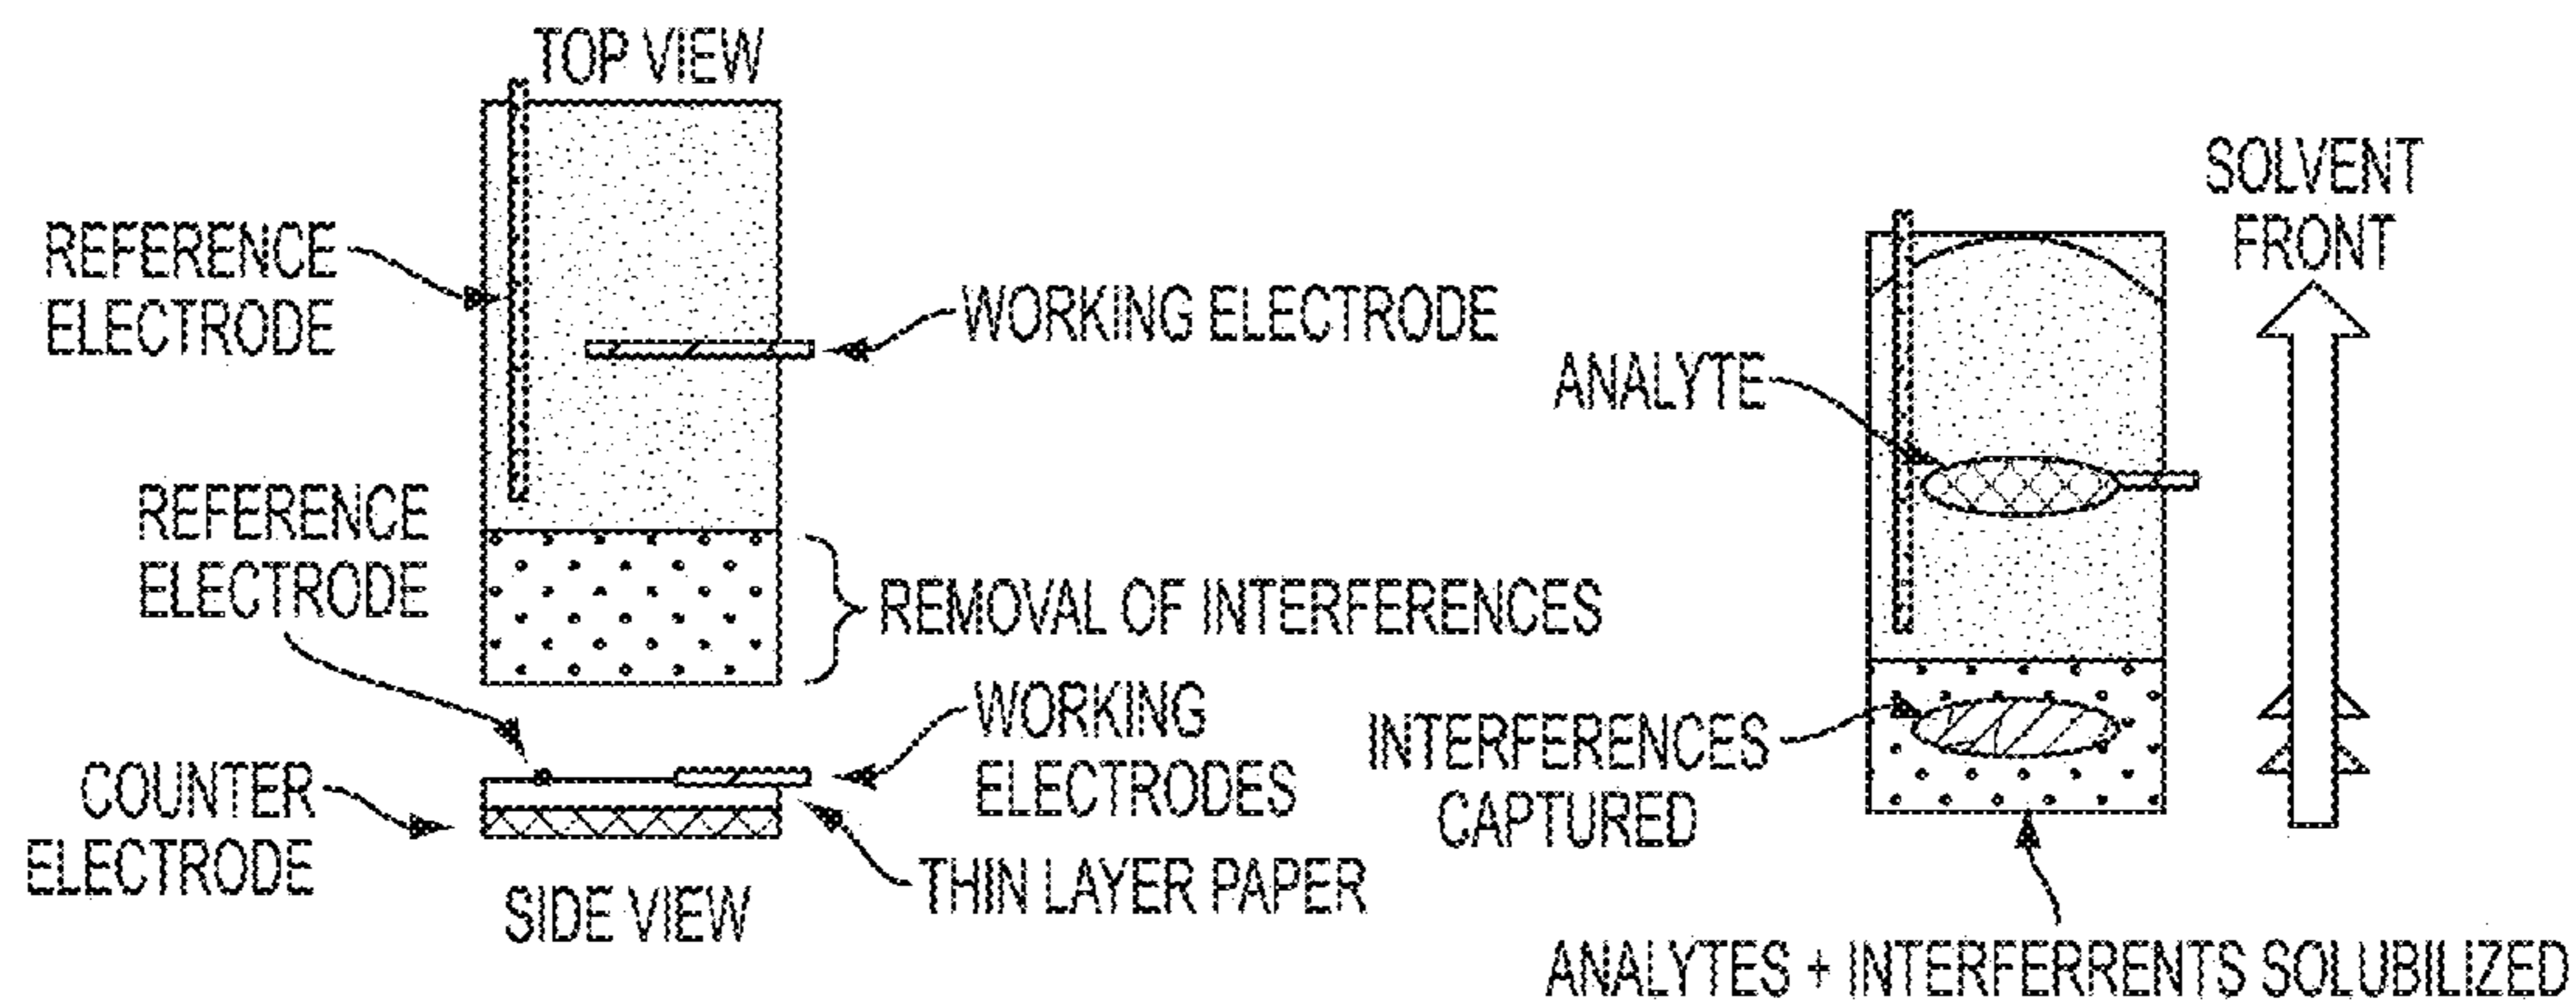 TOP VIEW
REFERENCE
ELECTRODE
WORKING ELECTRODE
REFERENCE
ELECTRODE
REMOVAL OF INTERFERENCES
COUNTER
ELECTRODE
WORKING
ELECTRODES
THIN LAYER PAPER
SIDE VIEW
SOLVENT
FRONT
ANALYTE
INTERFERENCES
CAPTURED
ANALYTES + INTERFERRENTS SOLUBILIZED